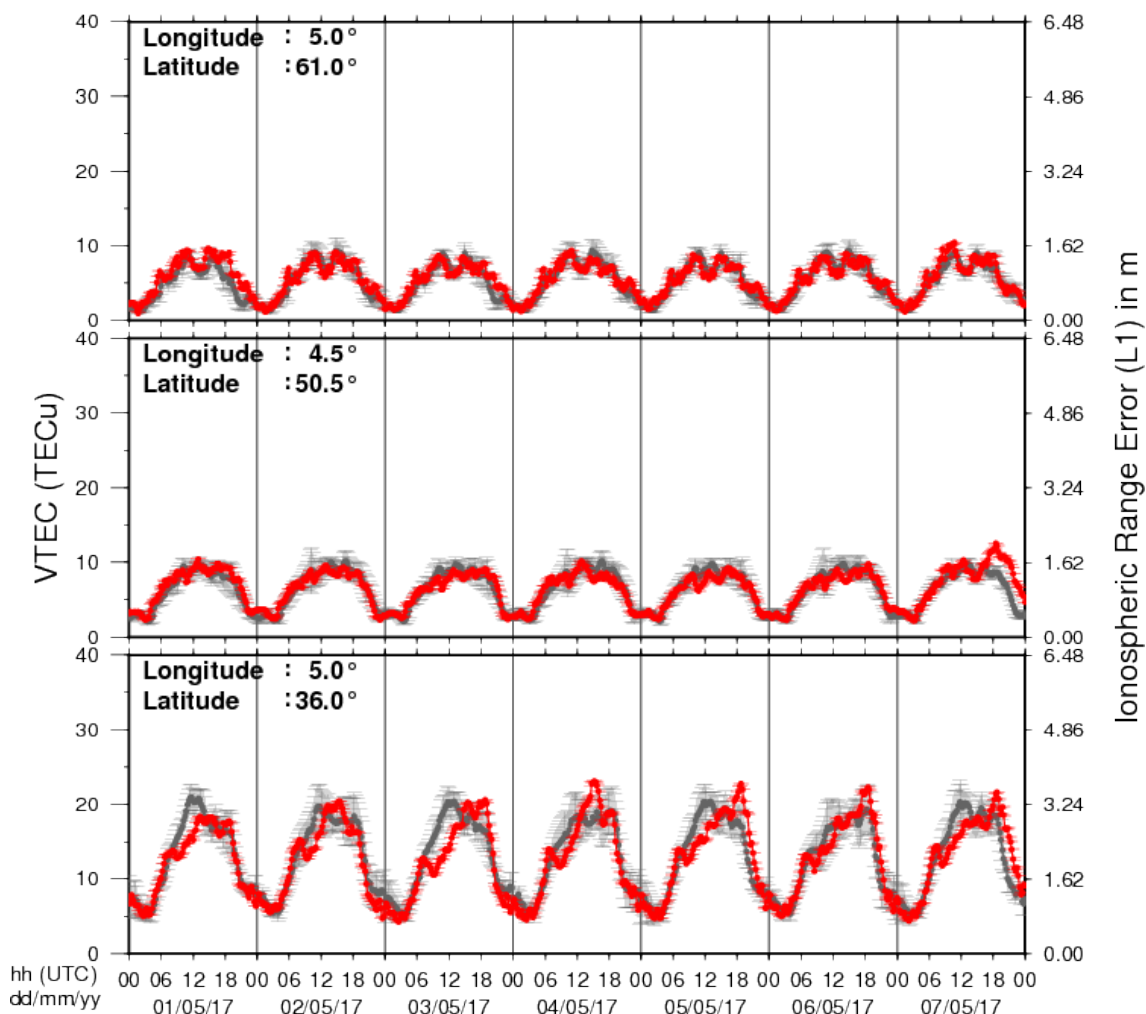 40
30
20
10
0
Longitude : 5.0°
Latitude :61.0°
6.48
4.86
3.24
1.62
0.00
40
30
20
10
0
Longitude : 4.5°
Latitude :50.5°
6.48
4.86
3.24
1.62
0.00
VTEC (TECu)
Ionospheric Range Error (L1) in m
40
30
20
10
0
Longitude : 5.0°
Latitude :36.0°
6.48
4.86
3.24
1.62
0.00
hh (UTC)
00 06 12 18 00 06 12 18 00 06 12 18 00 06 12 18 00 06 12 18 00 06 12 18 00 06 12 18 00
dd/mm/yy
01/05/17 02/05/17 03/05/17 04/05/17 05/05/17 06/05/17 07/05/17